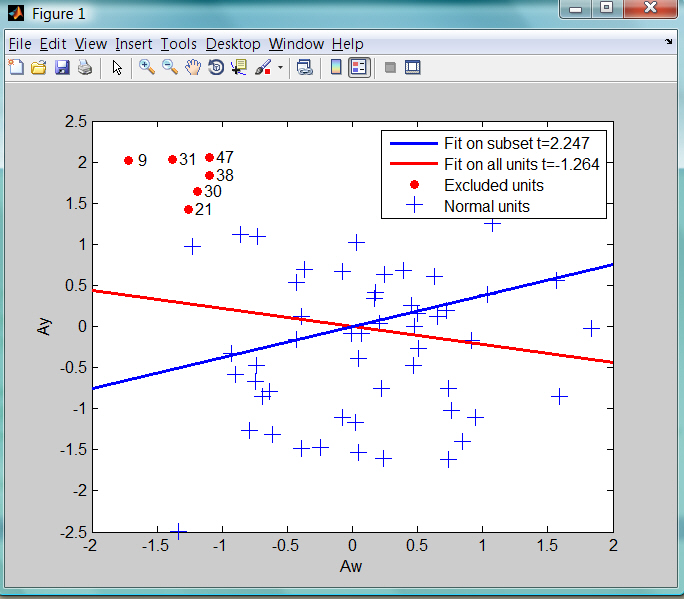 Figure 1
File Edit View Insert Tools Desktop Window Help
Fit on subset t=2.247
Fit on all units t=-1.264
Excluded units
Normal units
9
31
47
38
30
21
2.5
2
1.5
1
0.5
0
-0.5
-1
-1.5
-2
-2.5
Ay
-2 -1.5 -1 -0.5 0 0.5 1 1.5 2
Aw